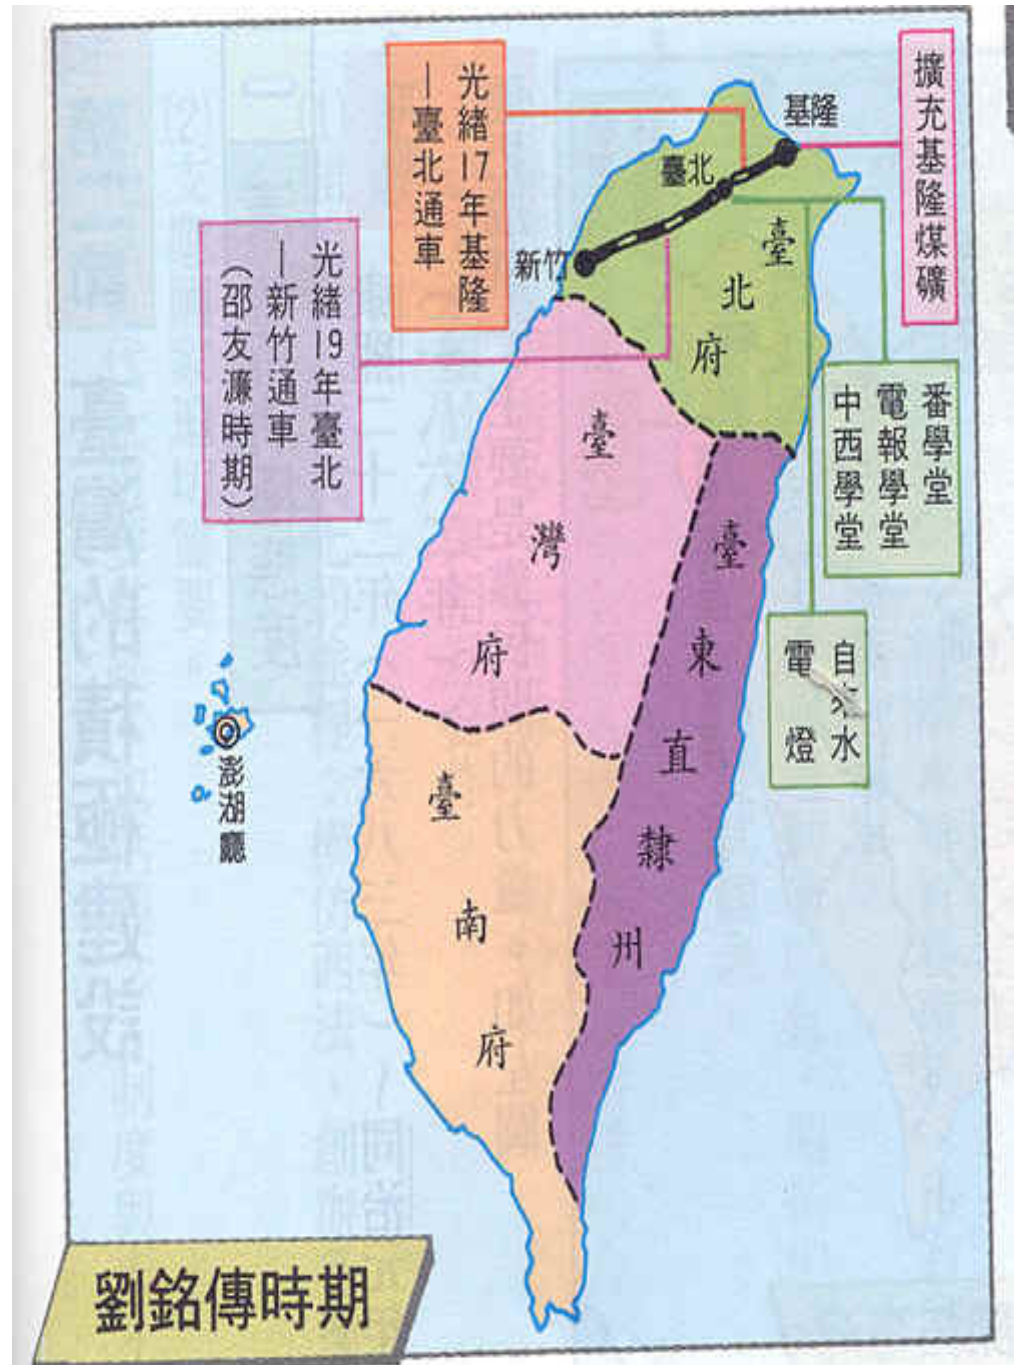 擴充基隆煤礦
基隆
光緒17年基隆
—臺北通車
臺北
新竹
光緒19年臺北
—新竹通車
(邵友濂時期)
番學堂
電報學堂
中西學堂
自來水
電燈
臺北府
臺灣府
臺東直隸州
臺南府
澎湖廳
劉銘傳時期